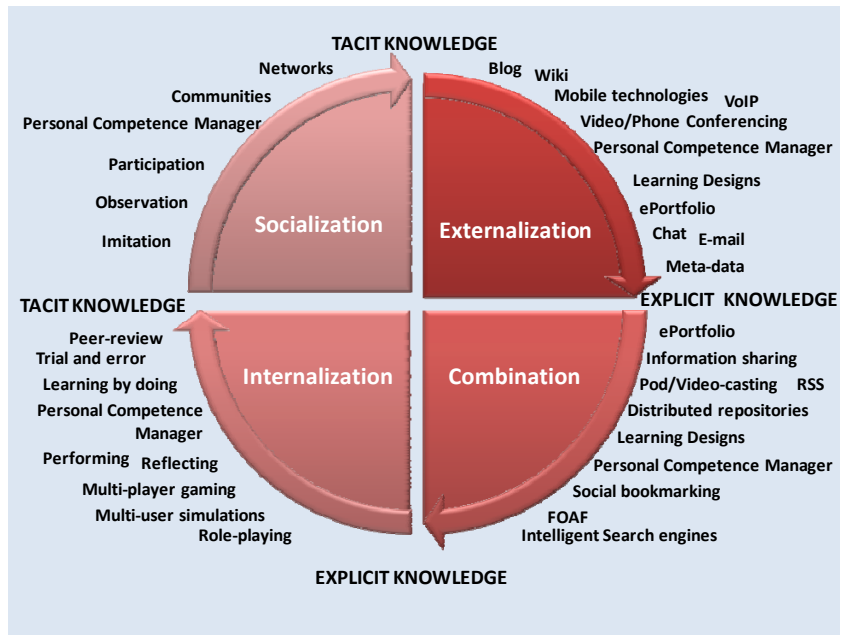 TACIT KNOWLEDGE
Networks
Communities
Personal Competence Manager
Participation
Observation
Imitation
Socialization
Blog
Wiki
Mobile technologies
VoIP
Video/Phone Conferencing
Personal Competence Manager
Learning Designs
ePortfolio
Chat
E-mail
Meta-data
Externalization
TACIT KNOWLEDGE
Peer-review
Trial and error
Learning by doing
Personal Competence
Manager
Performing
Reflecting
Multi-player gaming
Multi-user simulations
Role-playing
Internalization
EXPLICIT KNOWLEDGE
ePortfolio
Information sharing
Pod/Video-casting
RSS
Distributed repositories
Learning Designs
Personal Competence Manager
Social bookmarking
FOAF
Intelligent Search engines
Combination
EXPLICIT KNOWLEDGE